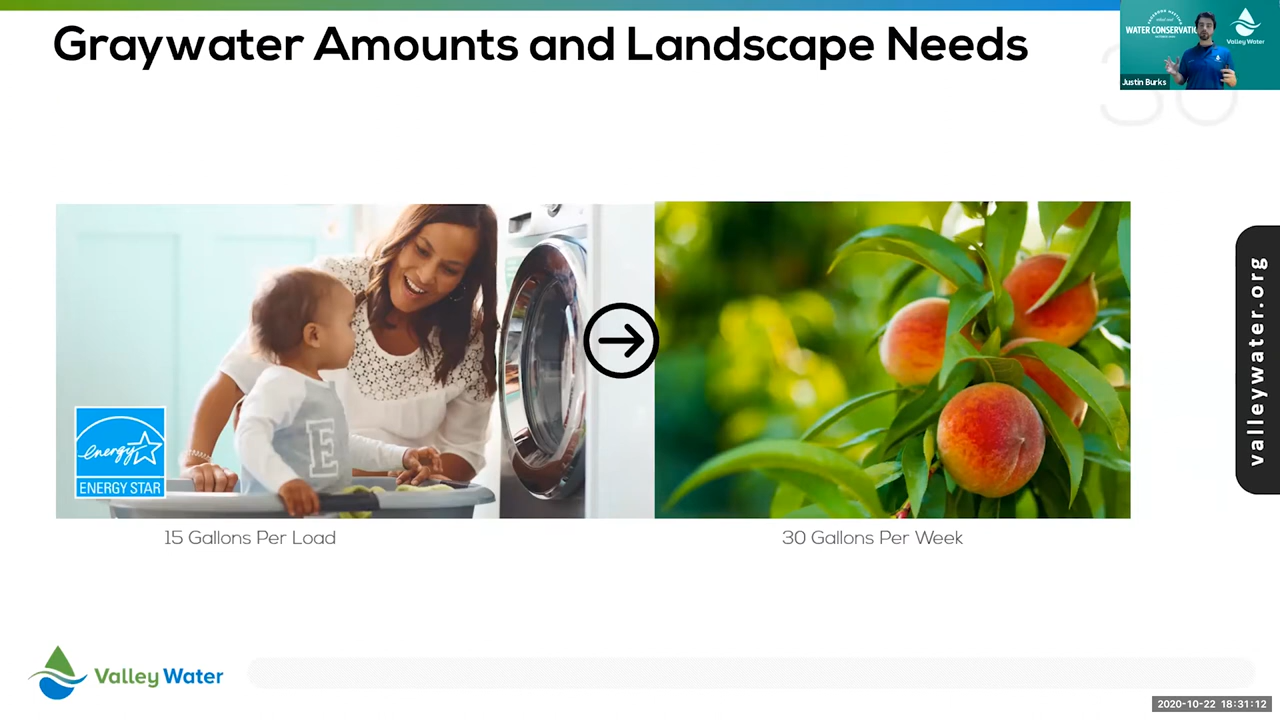 Graywater Amounts and Landscape Needs
WATER CONSERVATIO
Valley Water
Justin Burks
30
E
energy
ENERGY STAR
15 Gallons Per Load
30 Gallons Per Week
valleywater.org
Valley Water
2020-10-22 18:31:12